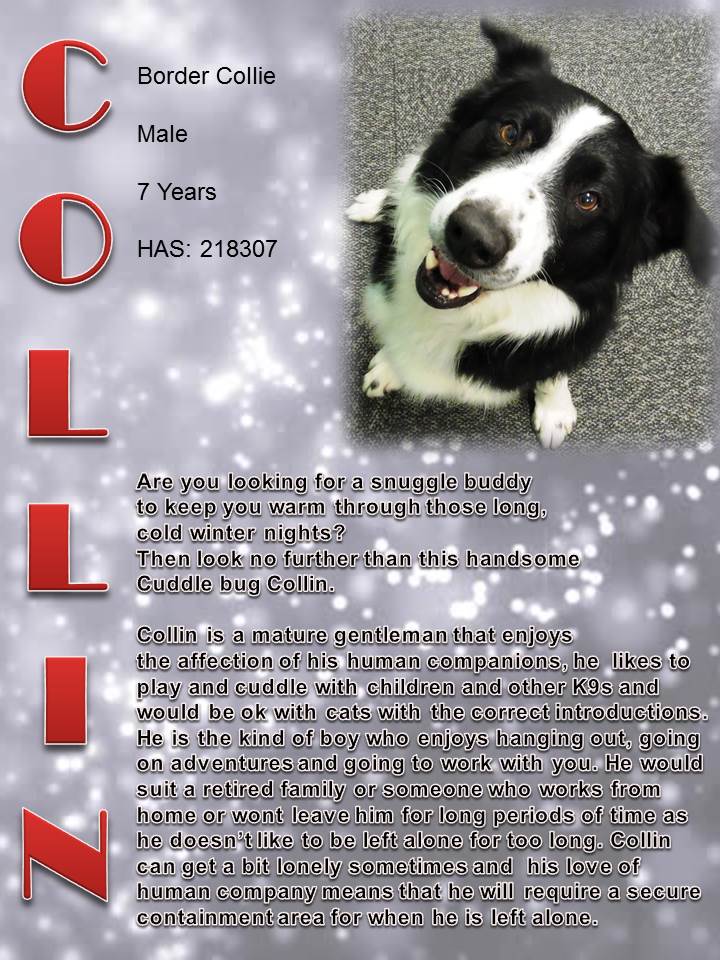 COLLIN
Border Collie
Male
7 Years
HAS: 218307
Are you looking for a snuggle buddy
to keep you warm through those long,
cold winter nights?
Then look no further than this handsome
Cuddle bug Collin.
Collin is a mature gentleman that enjoys
the affection of his human companions, he likes to
play and cuddle with children and other K9s and
would be ok with cats with the correct introductions.
He is the kind of boy who enjoys hanging out, going
on adventures and going to work with you. He would
suit a retired family or someone who works from
home or wont leave him for long periods of time as
he doesn't like to be left alone for too long. Collin
can get a bit lonely sometimes and his love of
human company means that he will require a secure
containment area for when he is left alone.